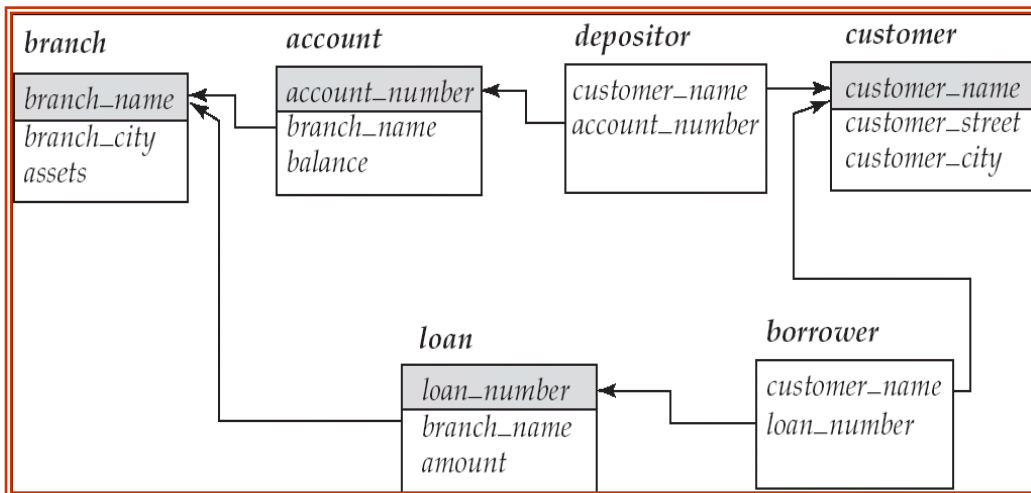 branch
branch_name
branch_city
assets
account
account_number
branch_name
balance
depositor
customer_name
account_number
customer
customer_name
customer_street
customer_city
loan
loan_number
branch_name
amount
borrower
customer_name
loan_number